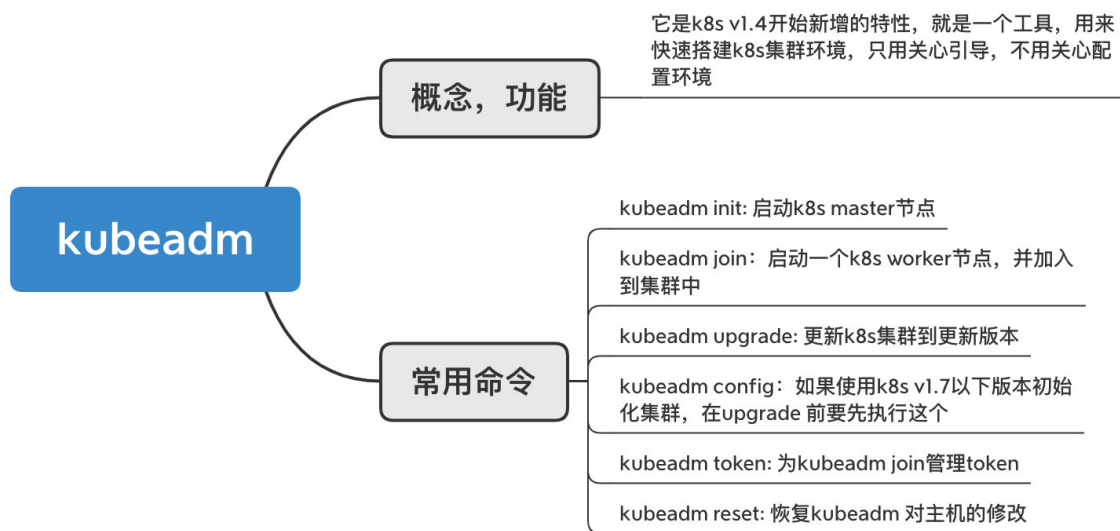 kubeadm
概念，功能
它是k8s v1.4开始新增的特性，就是一个工具，用来
快速搭建k8s集群环境，只用关心引导，不用关心配
置环境
常用命令
kubeadm init: 启动k8s master节点
kubeadm join：启动一个k8s worker节点，并加入
到集群中
kubeadm upgrade: 更新k8s集群到更新版本
kubeadm config：如果使用k8s v1.7以下版本初始
化集群，在upgrade 前要先执行这个
kubeadm token: 为kubeadm join管理token
kubeadm reset: 恢复kubeadm 对主机的修改